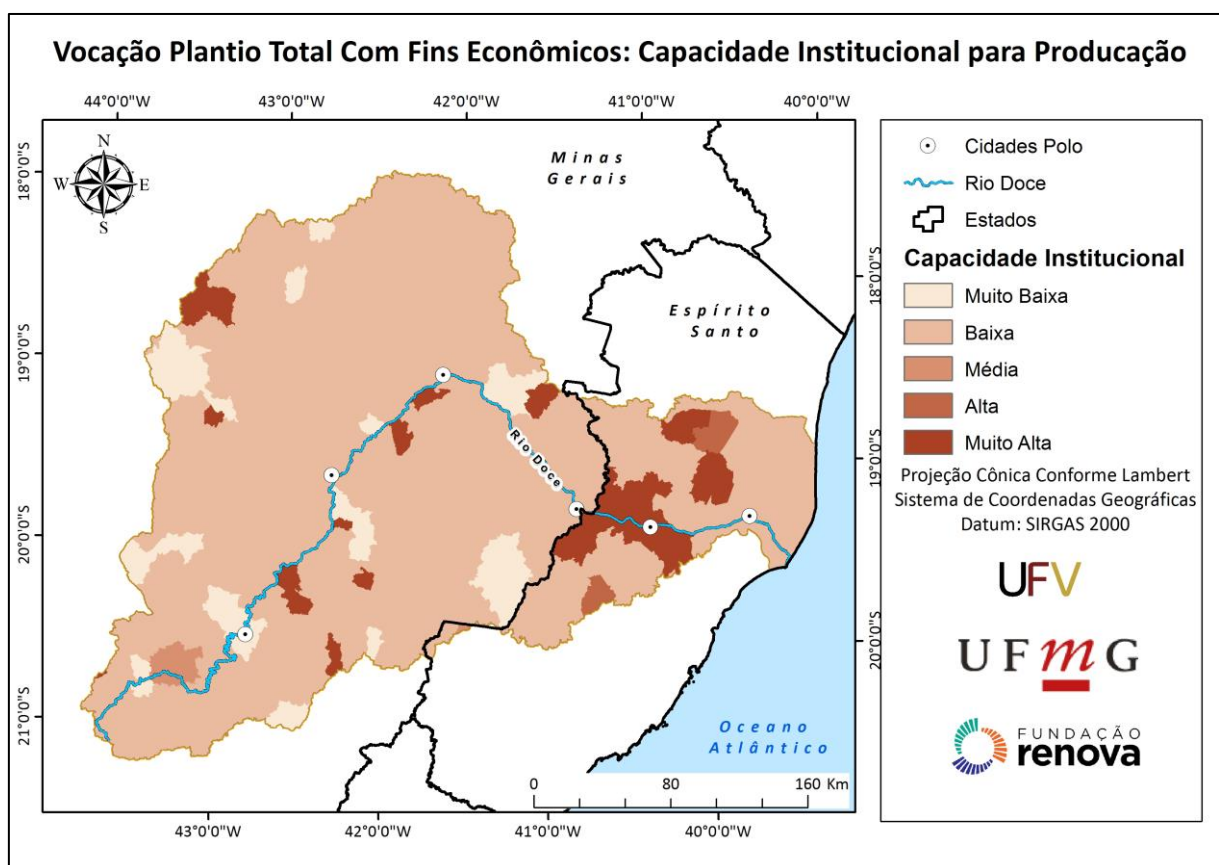 Vocação Plantio Total Com Fins Econômicos: Capacidade Institucional para Producação
44°0'0"W
43°0'0"W
42°0'0"W
41°0'0"W
40°0'0"W
N
W
E
S
18°0'0"S
19°0'0"S
20°0'0"S
21°0'0"S
Minas
Gerais
Espírito
Santo
Rio Doce
Oceano
Atlântico
0
80
160 Km
18°0'0"S
19°0'0"S
20°0'0"S
43°0'0"W
42°0'0"W
41°0'0"W
40°0'0"W
Cidades Polo
Rio Doce
Estados
Capacidade Institucional
Muito Baixa
Baixa
Média
Alta
Muito Alta
Projeção Cônica Conforme Lambert
Sistema de Coordenadas Geográficas
Datum: SIRGAS 2000
UFV
UFmG
FUNDAÇÃO
renova